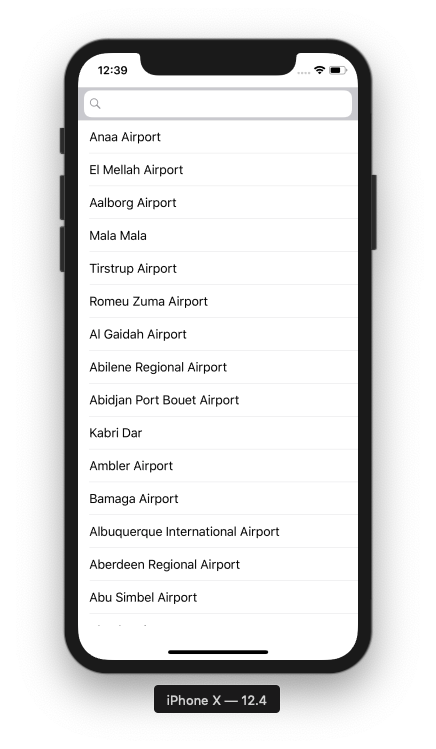 12:39
Anaa Airport
El Mellah Airport
Aalborg Airport
Mala Mala
Tirstrup Airport
Romeu Zuma Airport
Al Gaidah Airport
Abilene Regional Airport
Abidjan Port Bouet Airport
Kabri Dar
Ambler Airport
Bamaga Airport
Albuquerque International Airport
Aberdeen Regional Airport
Abu Simbel Airport
iPhone X — 12.4